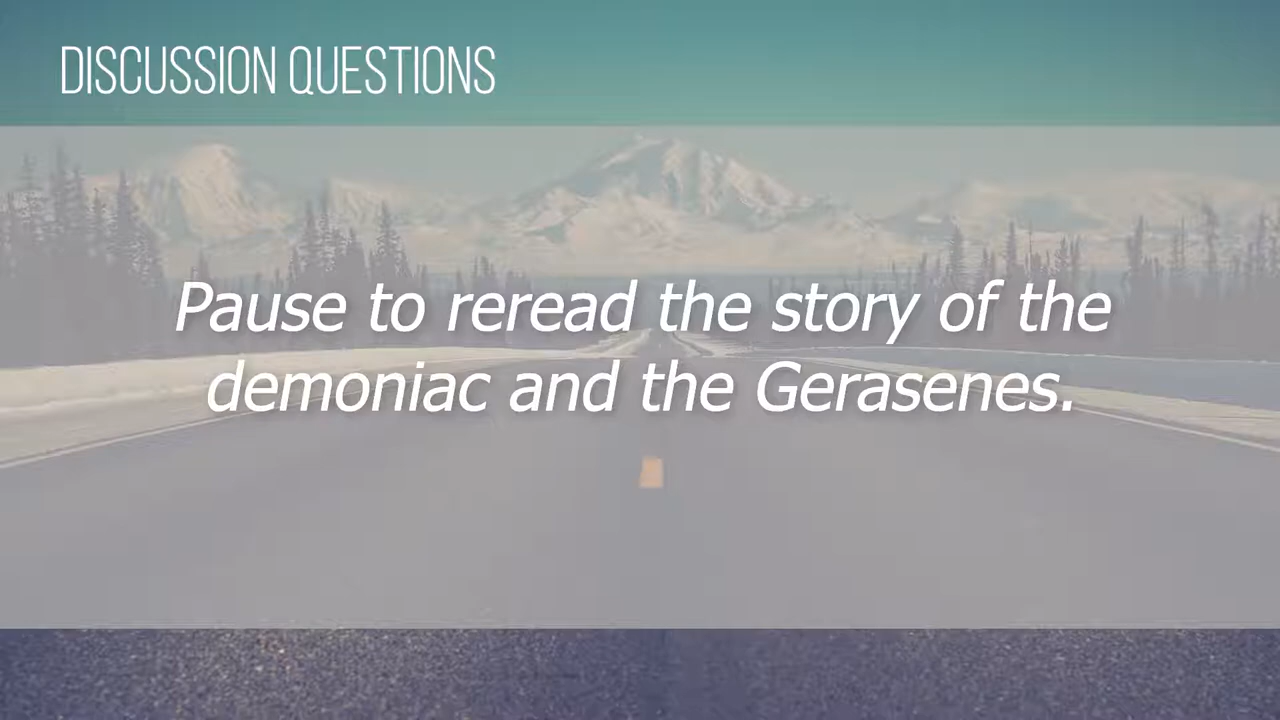 DISCUSSION QUESTIONS
Pause to reread the story of the
demoniac and the Gerasenes.